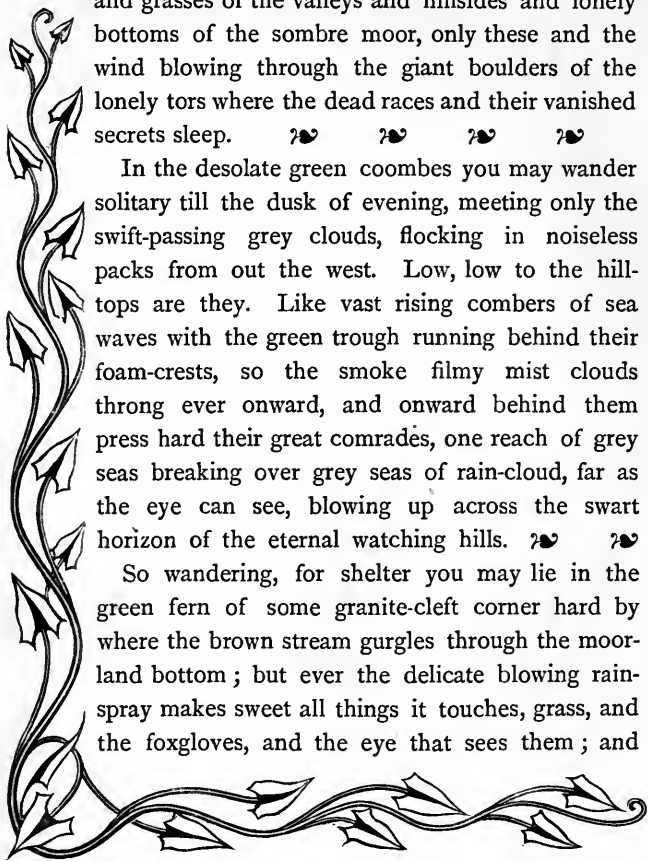 and grasses of the valleys and hillsides and lonely
bottoms of the sombre moor, only these and the
wind blowing through the giant boulders of the
lonely tors where the dead races and their vanished
secrets sleep. ❧ ❧ ❧ ❧
In the desolate green coombes you may wander
solitary till the dusk of evening, meeting only the
swift-passing grey clouds, flocking in noiseless
packs from out the west. Low, low to the hill-
tops are they. Like vast rising combers of sea
waves with the green trough running behind their
foam-crests, so the smoke filmy mist clouds
throng ever onward, and onward behind them
press hard their great comrades, one reach of grey
seas breaking over grey seas of rain-cloud, far as
the eye can see, blowing up across the swart
horizon of the eternal watching hills. ❧ ❧
So wandering, for shelter you may lie in the
green fern of some granite-cleft corner hard by
where the brown stream gurgles through the moor-
land bottom ; but ever the delicate blowing rain-
spray makes sweet all things it touches, grass, and
the foxgloves, and the eye that sees them ; and